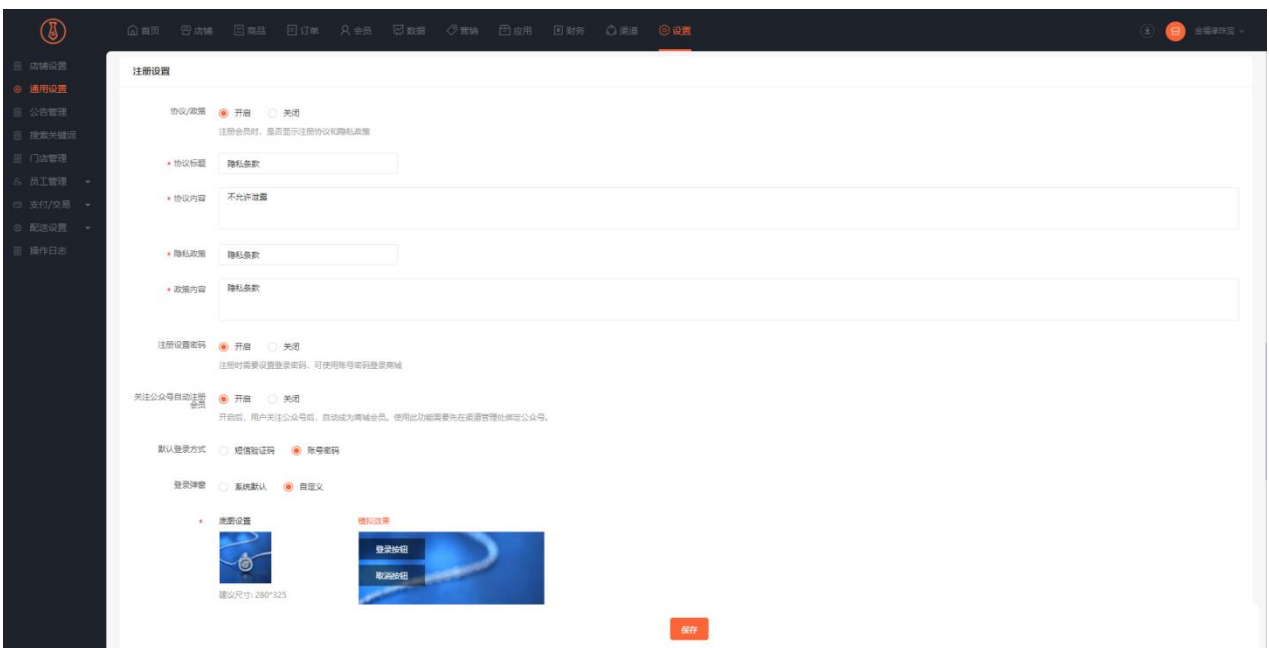 首页 店铺 商品 订单 会员 数据 营销 应用 财务 渠道 设置
店铺设置
通用设置
公告管理
搜索关键词
门店管理
员工管理
支付/交易
配送设置
操作日志
注册设置
协议/政策 开启 关闭
注册会员时，是否显示注册协议和隐私政策
* 协议标题 隐私条款
* 协议内容 不允许泄露
* 隐私政策 隐私条款
* 政策内容 隐私条款
注册设置密码 开启 关闭
注册时需要设置登录密码，可使用账号密码登录商城
关注公众号自动注册
会员 开启 关闭
开启后，用户关注公众号后，自动成为商城会员。使用此功能需要先在渠道管理处绑定公众号。
默认登录方式 短信验证码 账号密码
登录弹窗 系统默认 自定义
* 底图设置 模拟效果
登录按钮
取消按钮
建议尺寸: 280*325
保存